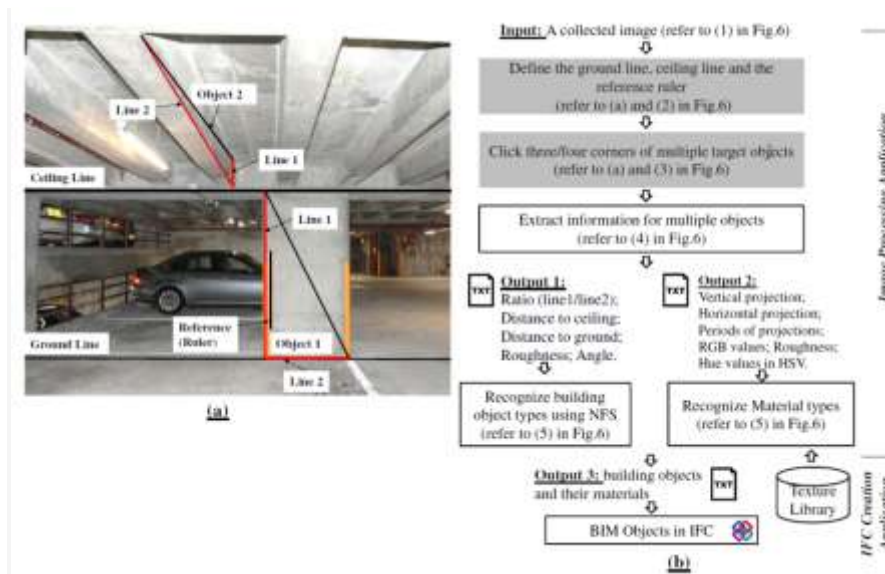 Object 2
Line 2
Line 1
Ceiling Line
Line 1
Reference
(Ruler)
Object 1
Ground Line
Line 2
(a)
Input: A collected image (refer to (1) in Fig.6)
Define the ground line, ceiling line and the
reference ruler
(refer to (a) and (2) in Fig.6)
Click three/four corners of multiple target objects
(refer to (a) and (3) in Fig.6)
Extract information for multiple objects
(refer to (4) in Fig.6)
TXT
Output 1:
Ratio (line1/line2);
Distance to ceiling;
Distance to ground;
Roughness; Angle.
TXT
Output 2:
Vertical projection;
Horizontal projection;
Periods of projections;
RGB values; Roughness;
Hue values in HSV.
Recognize building
object types using NFS
(refer to (5) in Fig.6)
Recognize Material types
(refer to (5) in Fig.6)
Output 3: building objects
and their materials
TXT
Texture
Library
BIM Objects in IFC
(b)
Image Processing Application
IFC Creation
Application